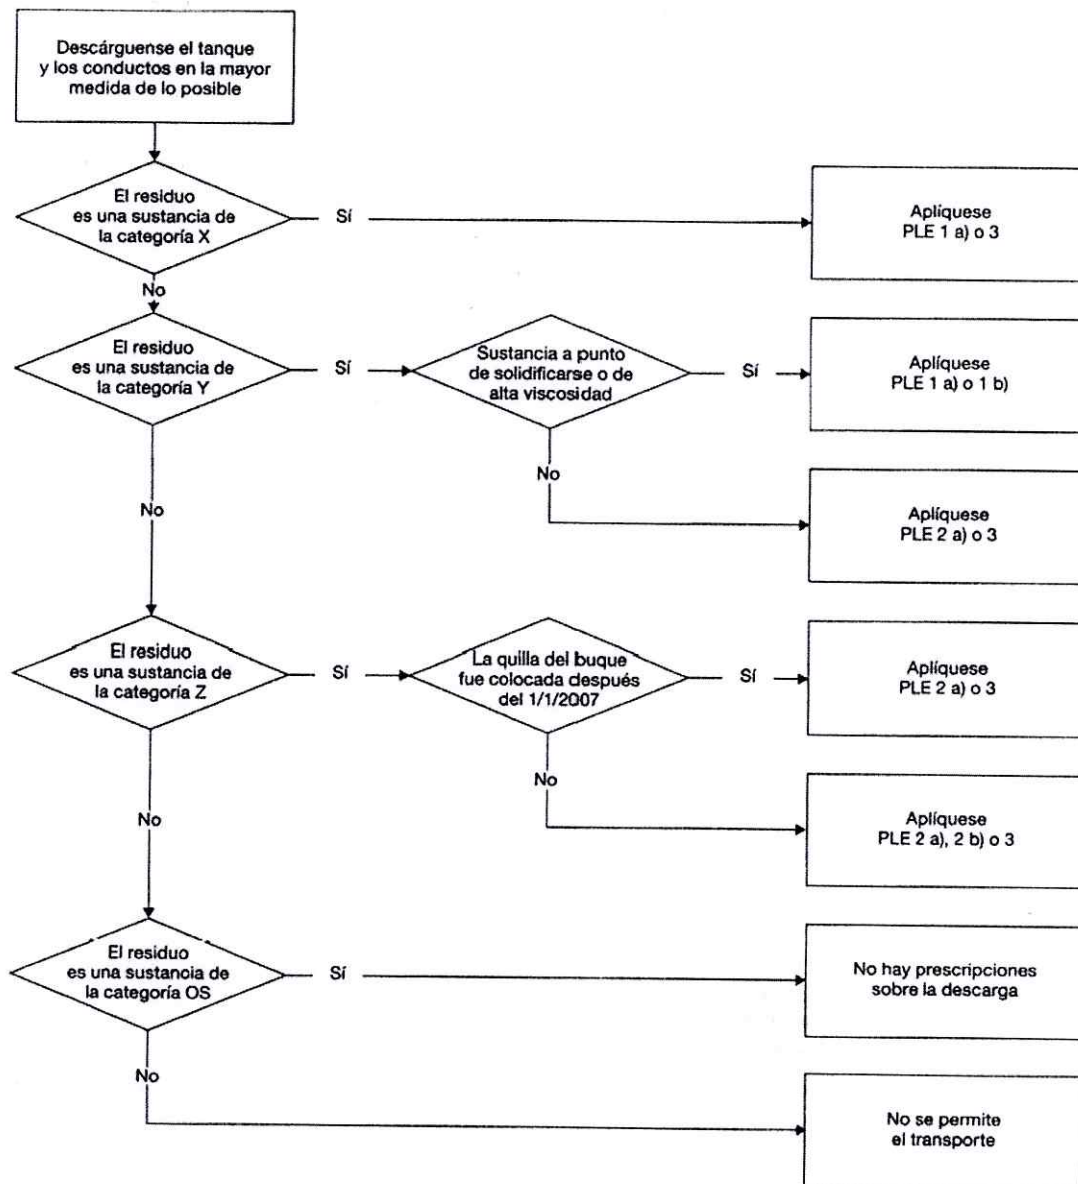 Descárguense el tanque
y los conductos en la mayor
medida de lo posible
El residuo
es una sustancia de
la categoría X
Sí
Aplíquese
PLE 1 a) o 3
No
El residuo
es una sustancia de
la categoría Y
Sí
Sustancia a punto
de solidificarse o de
alta viscosidad
Sí
Aplíquese
PLE 1 a) o 1 b)
No
Aplíquese
PLE 2 a) o 3
No
El residuo
es una sustancia de
la categoría Z
Sí
La quilla del buque
fue colocada después
del 1/1/2007
Sí
Aplíquese
PLE 2 a) o 3
No
Aplíquese
PLE 2 a), 2 b) o 3
No
El residuo
es una sustancia de
la categoría OS
Sí
No hay prescripciones
sobre la descarga
No
No se permite
el transporte